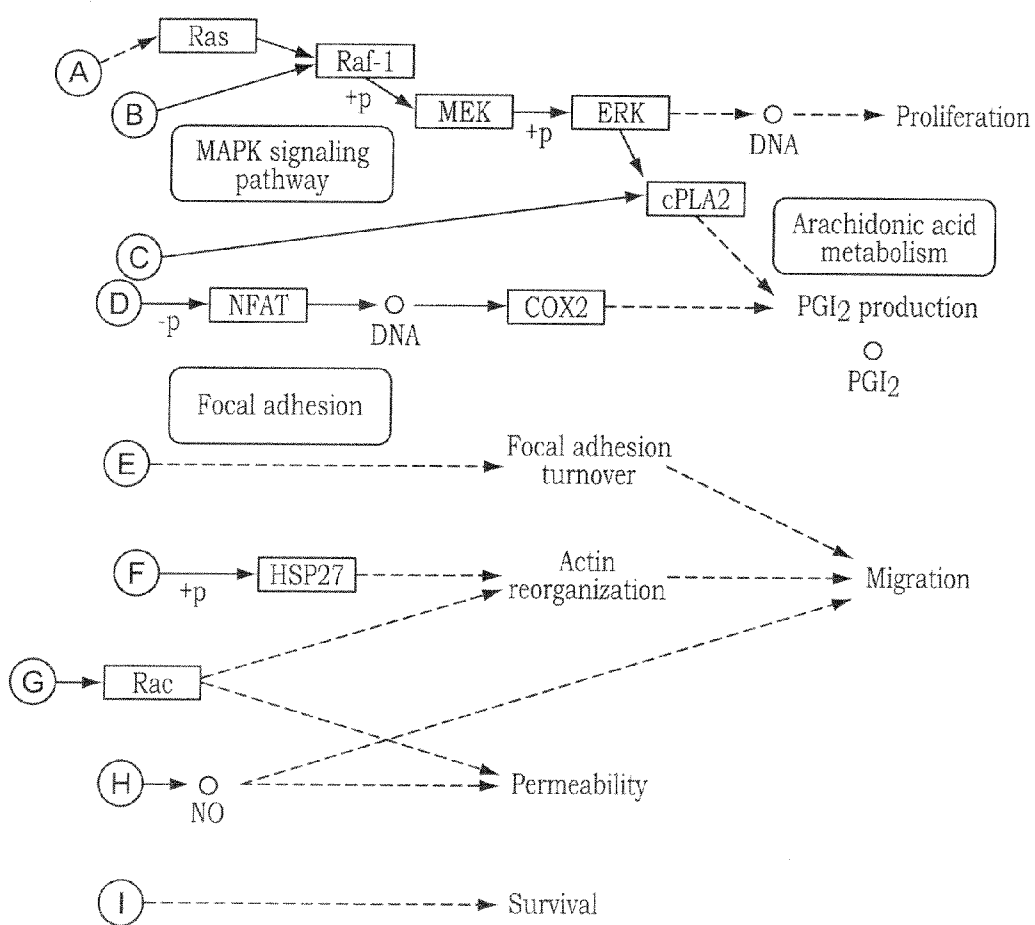 Ras
A
Raf-1
B
+p
MEK
+p
ERK
DNA
Proliferation
MAPK signaling
pathway
cPLA2
Arachidonic acid
metabolism
C
D
-p
NFAT
DNA
COX2
PGI2 production
PGI2
Focal adhesion
E
Focal adhesion
turnover
F
+p
HSP27
Actin
reorganization
Migration
G
Rac
H
NO
Permeability
I
Survival